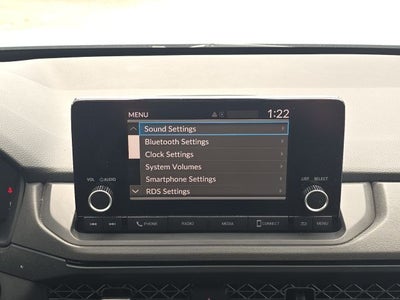 MENU 1:22
Sound Settings
Bluetooth Settings
Clock Settings
System Volumes
Smartphone Settings
RDS Settings
VOL AUDIO LIST SELECT
PHONE RADIO MEDIA CONNECT MENU